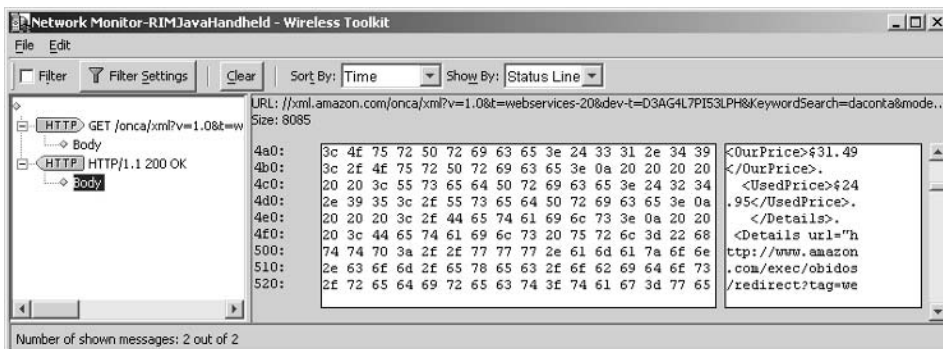 Network Monitor-RIMJavaHandheld - Wireless Toolkit
File Edit
Filter Filter Settings Clear Sort By: Time Show By: Status Line
HTTP GET /onca/xml?v=1.0&t=w
Body
HTTP HTTP/1.1 200 OK
Body
URL: //xml.amazon.com/onca/xml?v=1.0&t=webservices-20&dev-t=D3AG4L7PI53LPH&KeywordSearch=daconta&mode...
Size: 8085
4a0: 3c 4f 75 72 50 72 69 63 65 3e 24 33 31 2e 34 39 <OurPrice>$31.49
4b0: 3c 2f 4f 75 72 50 72 69 63 65 3e 0a 20 20 20 20 </OurPrice>.
4c0: 20 20 3c 55 73 65 64 50 72 69 63 65 3e 24 32 34 <UsedPrice>$24
4d0: 2e 39 35 3c 2f 55 73 65 64 50 72 69 63 65 3e 0a .95</UsedPrice>.
4e0: 20 20 20 3c 2f 44 65 74 61 69 6c 73 3e 0a 20 20 </Details>.
4f0: 20 3c 44 65 74 61 69 6c 73 20 75 72 6c 3d 22 68 <Details url="h
500: 74 74 70 3a 2f 2f 77 77 77 2e 61 6d 61 7a 6f 6e ttp://www.amazon
510: 2e 63 6f 6d 2f 65 78 65 63 2f 6f 62 69 64 6f 73 .com/exec/obidos
520: 2f 72 65 64 69 72 65 63 74 3f 74 61 67 3d 77 65 /redirect?tag=we
Number of shown messages: 2 out of 2